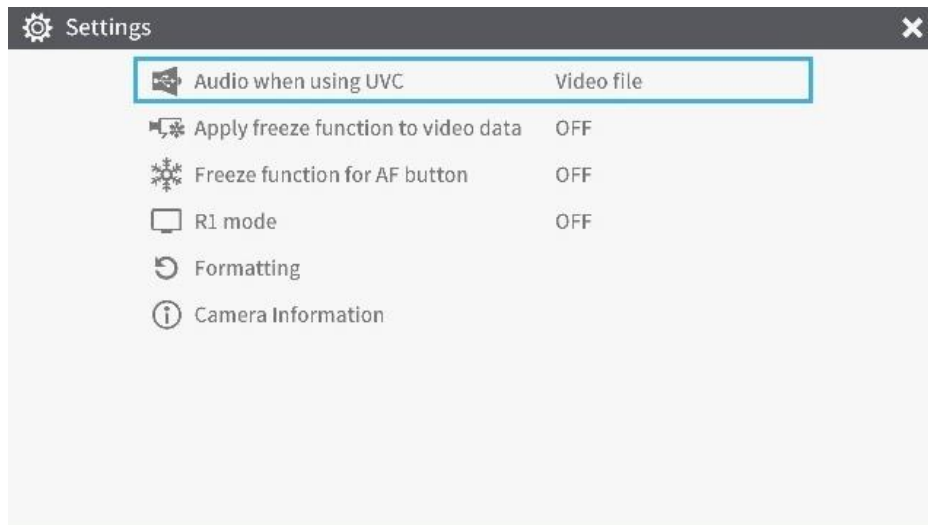 Settings
Audio when using UVC Video file
Apply freeze function to video data OFF
Freeze function for AF button OFF
R1 mode OFF
Formatting
Camera Information